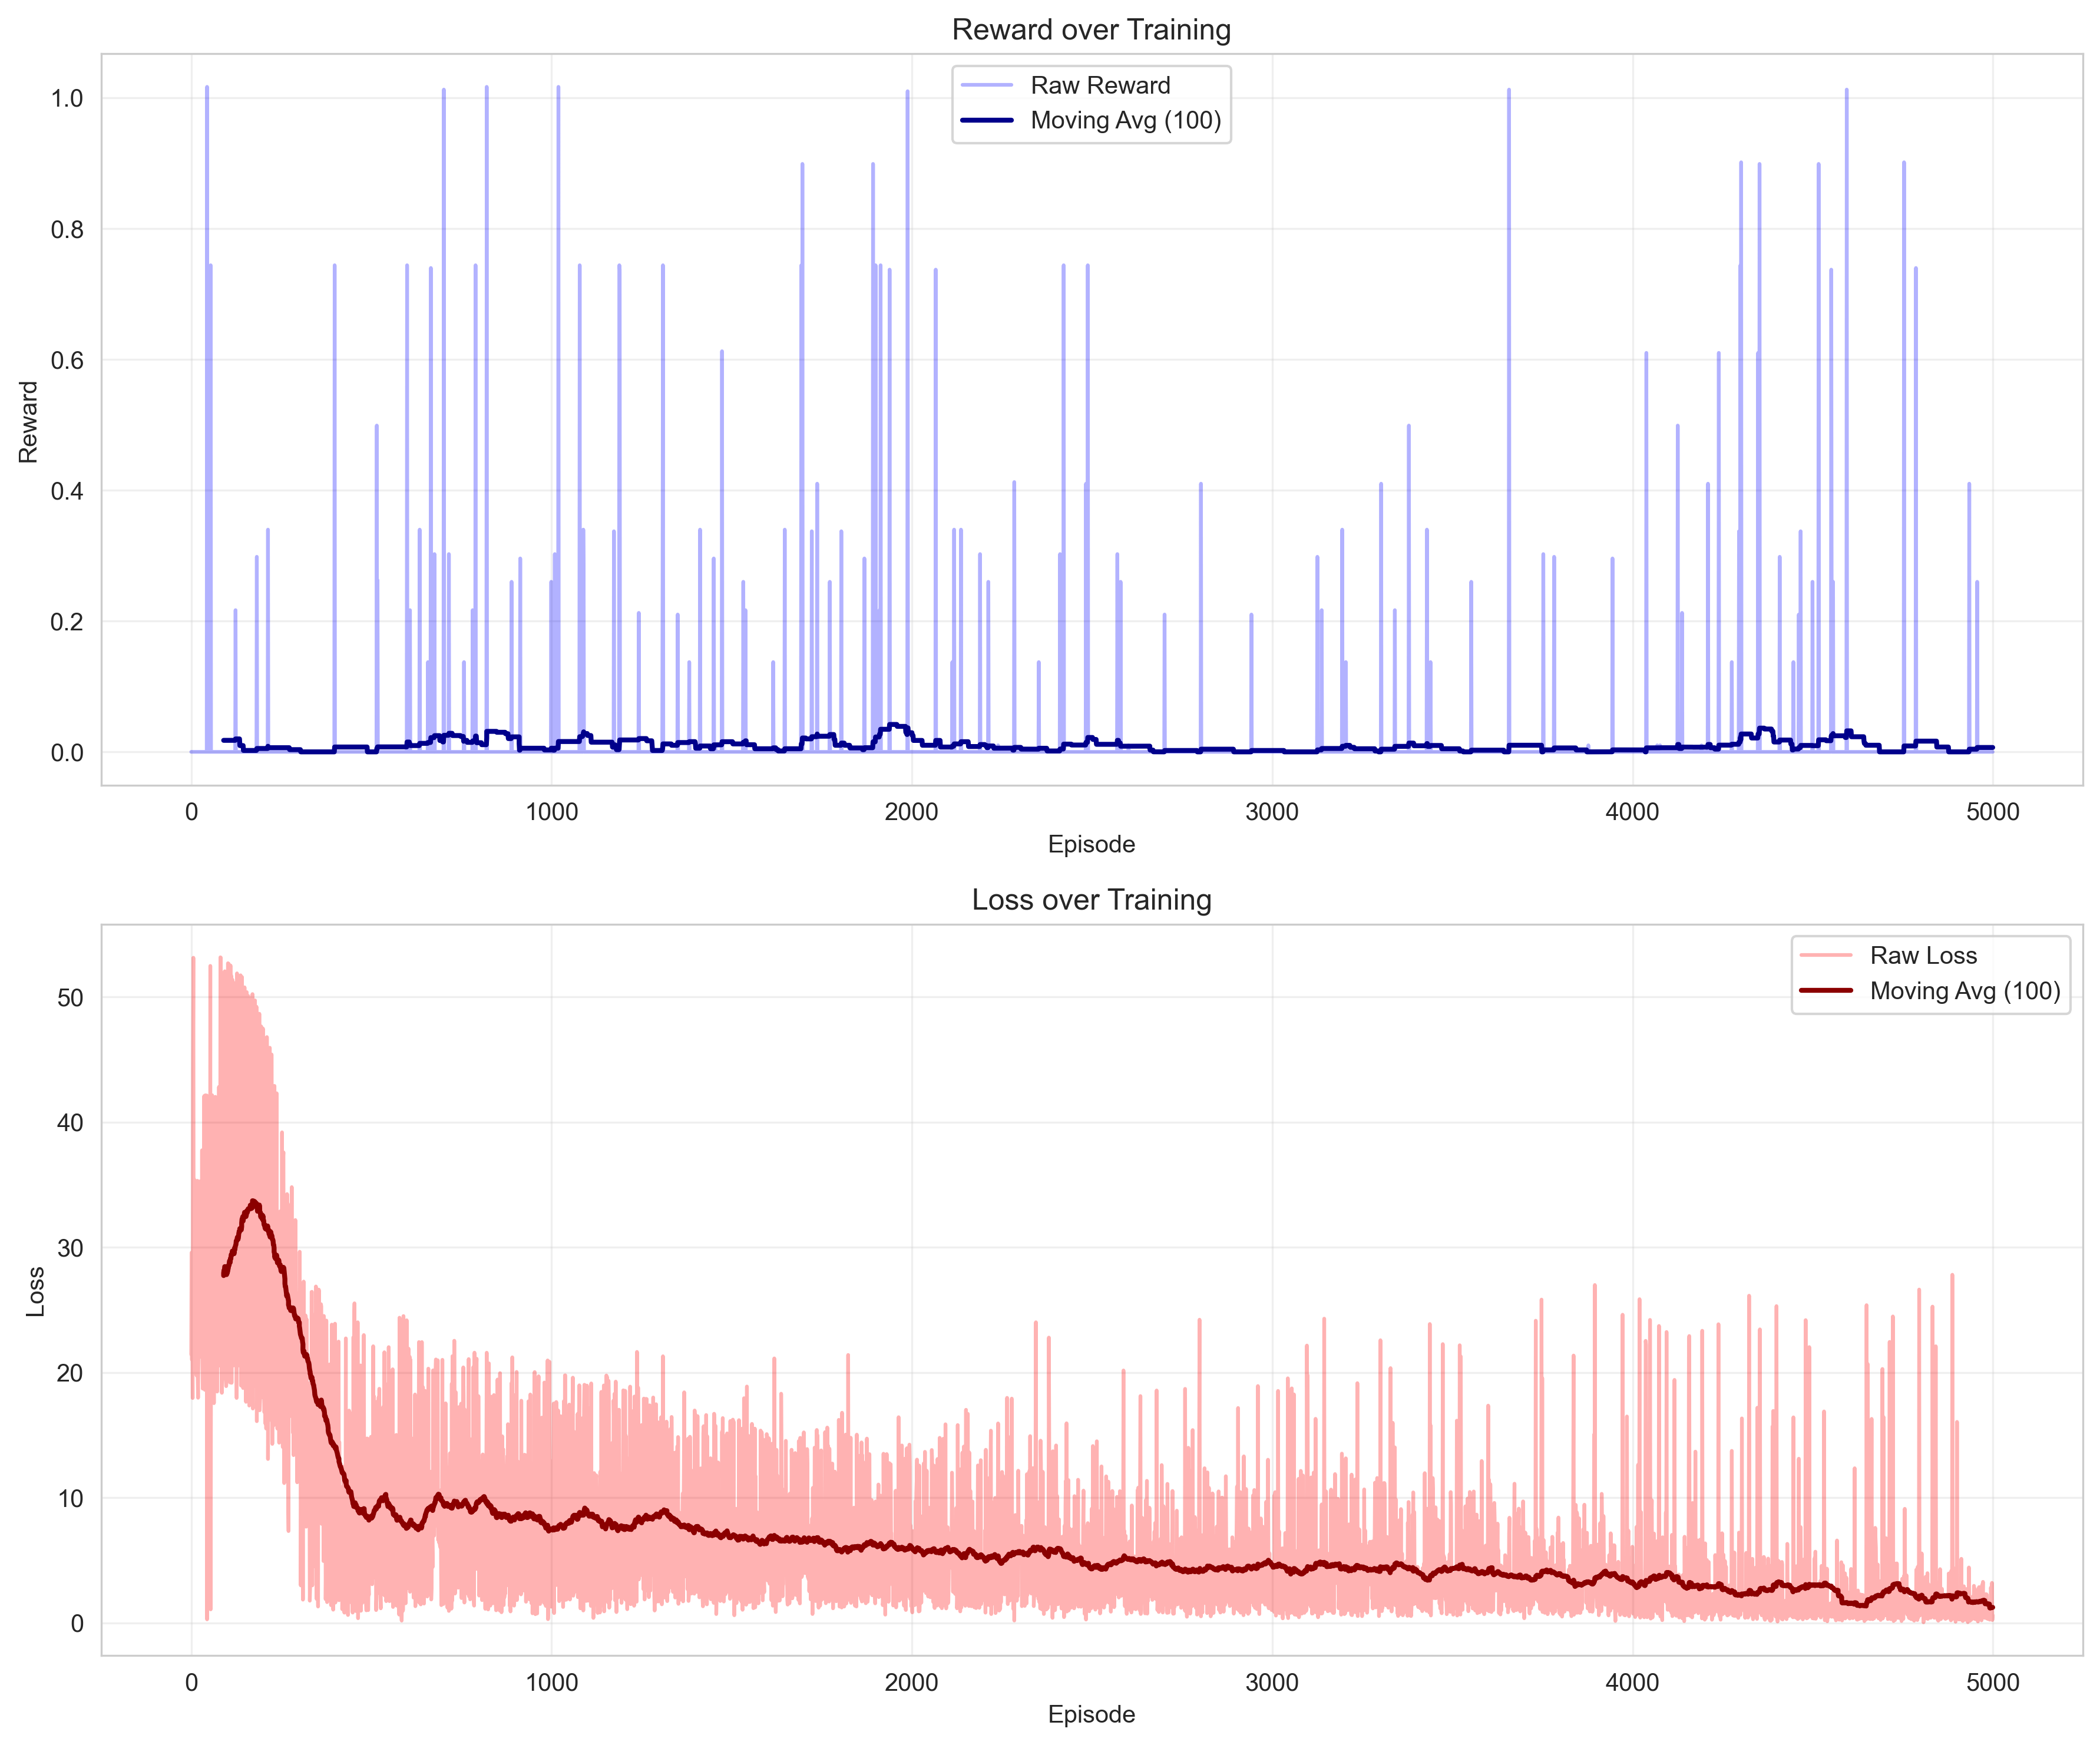 Reward over Training
Raw Reward
Moving Avg (100)
1.0
0.8
0.6
0.4
0.2
0.0
Reward
0 1000 2000 3000 4000 5000
Episode
Loss over Training
Raw Loss
Moving Avg (100)
50
40
30
20
10
0
Loss
0 1000 2000 3000 4000 5000
Episode